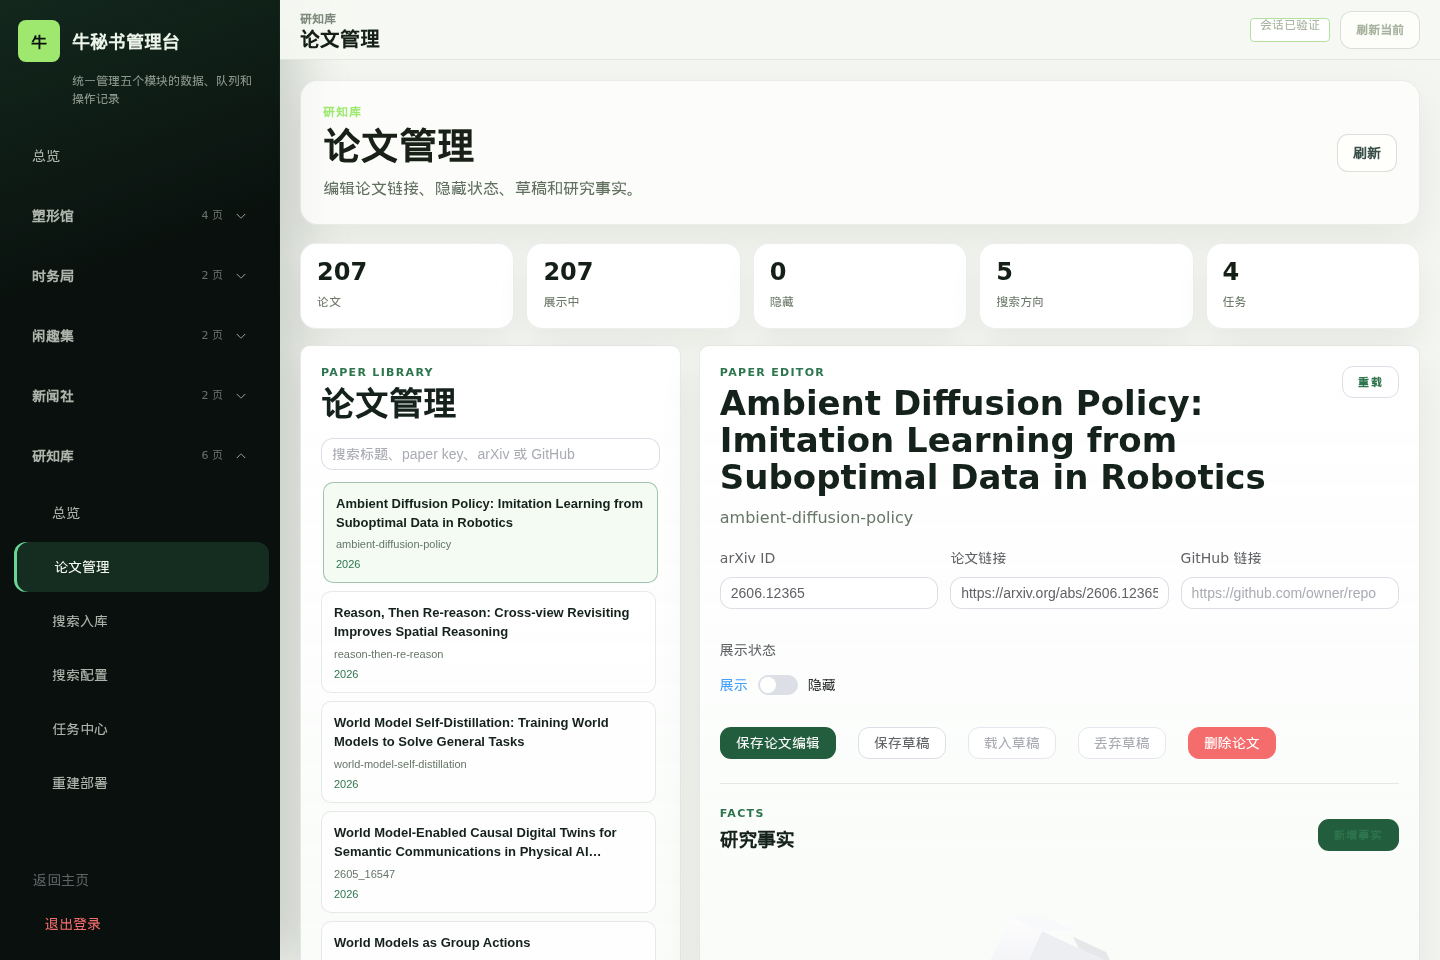 牛
牛秘书管理台
统一管理五个模块的数据、队列和
操作记录
总览
塑形馆
4 页
时务局
2 页
闲趣集
2 页
新闻社
2 页
研知库
6 页
总览
论文管理
搜索入库
搜索配置
任务中心
重建部署
返回主页
退出登录
研知库
论文管理
会话已验证
刷新当前
研知库
论文管理
编辑论文链接、隐藏状态、草稿和研究事实。
刷新
207
论文
207
展示中
0
隐藏
5
搜索方向
4
任务
PAPER LIBRARY
论文管理
搜索标题、paper key、arXiv 或 GitHub
Ambient Diffusion Policy: Imitation Learning from
Suboptimal Data in Robotics
ambient-diffusion-policy
2026
Reason, Then Re-reason: Cross-view Revisiting
Improves Spatial Reasoning
reason-then-re-reason
2026
World Model Self-Distillation: Training World
Models to Solve General Tasks
world-model-self-distillation
2026
World Model-Enabled Causal Digital Twins for
Semantic Communications in Physical AI...
2605_16547
2026
World Models as Group Actions
PAPER EDITOR
重载
Ambient Diffusion Policy:
Imitation Learning from
Suboptimal Data in Robotics
ambient-diffusion-policy
arXiv ID
论文链接
GitHub 链接
2606.12365
https://arxiv.org/abs/2606.12365
https://github.com/owner/repo
展示状态
展示
隐藏
保存论文编辑
保存草稿
载入草稿
丢弃草稿
删除论文
FACTS
研究事实
新增事实